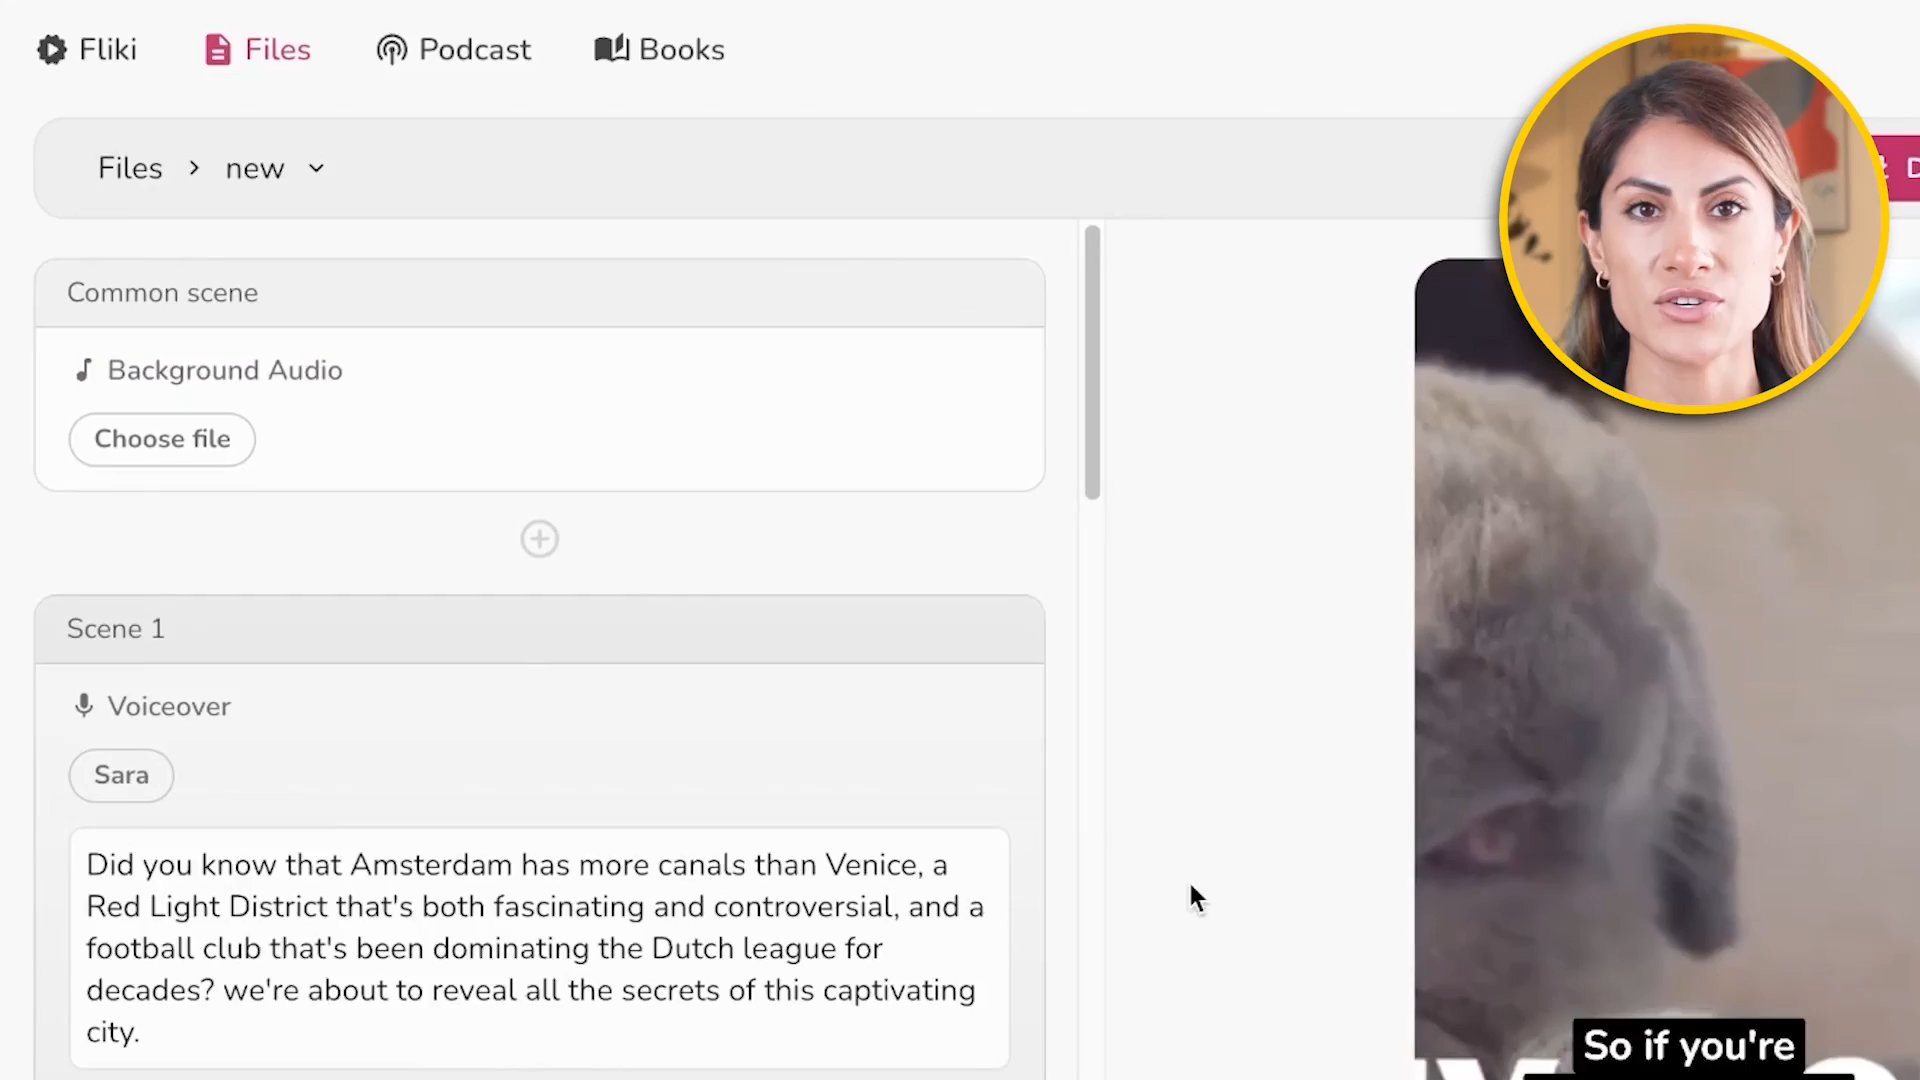 Fliki
Files
Podcast
Books
Files > new
D
Common scene
Background Audio
Choose file
Scene 1
Voiceover
Sara
Did you know that Amsterdam has more canals than Venice, a
Red Light District that's both fascinating and controversial, and a
football club that's been dominating the Dutch league for
decades? we're about to reveal all the secrets of this captivating
city.
So if you're